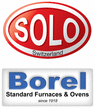 SOLO
Switzerland
Borel
Standard Furnaces & Ovens
since 1918